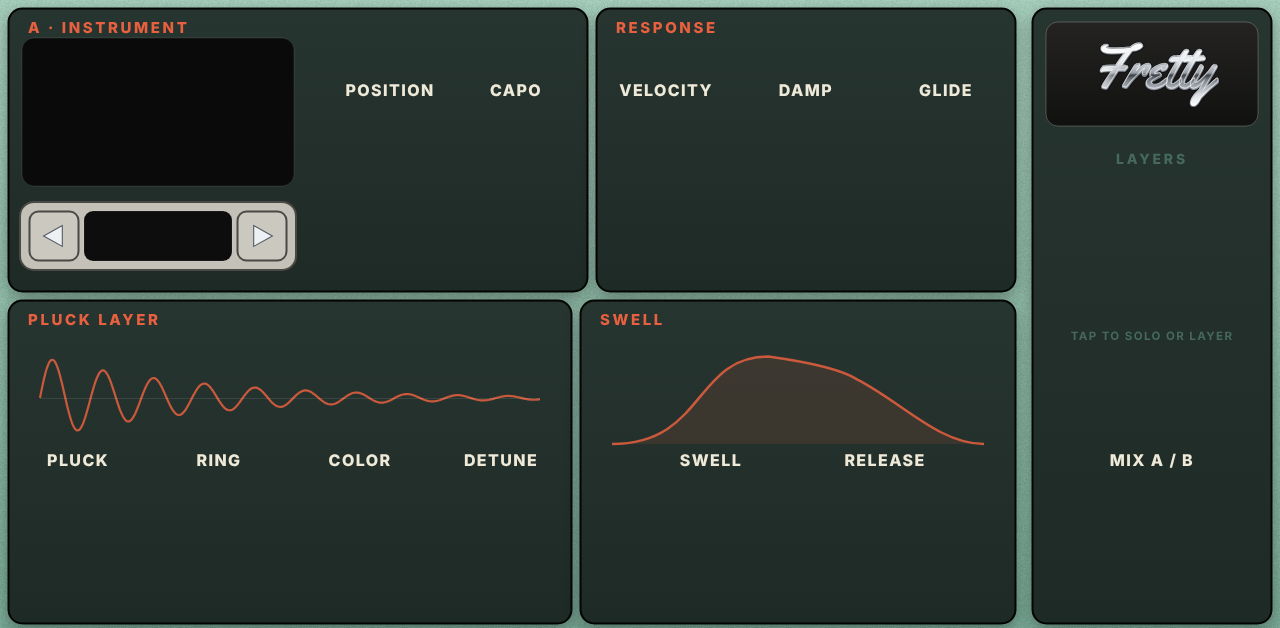 A · INSTRUMENT
POSITION CAPO
RESPONSE
VELOCITY DAMP GLIDE
Fretty
LAYERS
TAP TO SOLO OR LAYER
MIX A / B
PLUCK LAYER
PLUCK RING COLOR DETUNE
SWELL
SWELL RELEASE